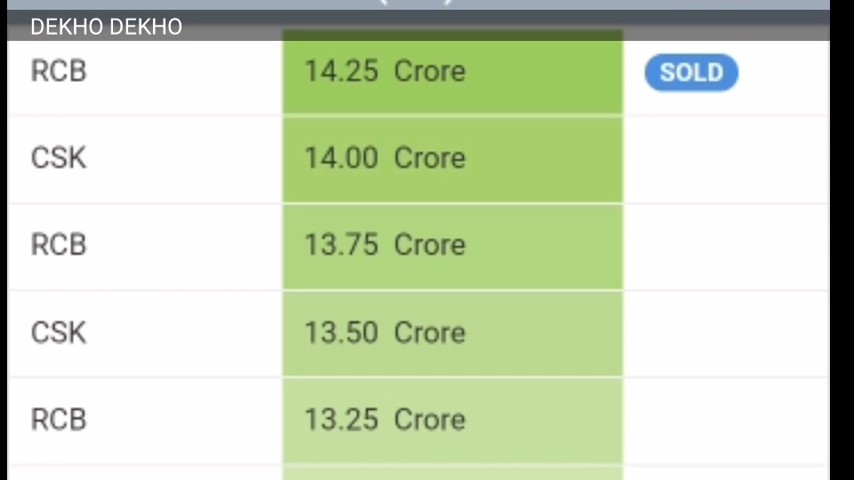 DEKHO DEKHO
RCB 14.25 Crore SOLD
CSK 14.00 Crore
RCB 13.75 Crore
CSK 13.50 Crore
RCB 13.25 Crore